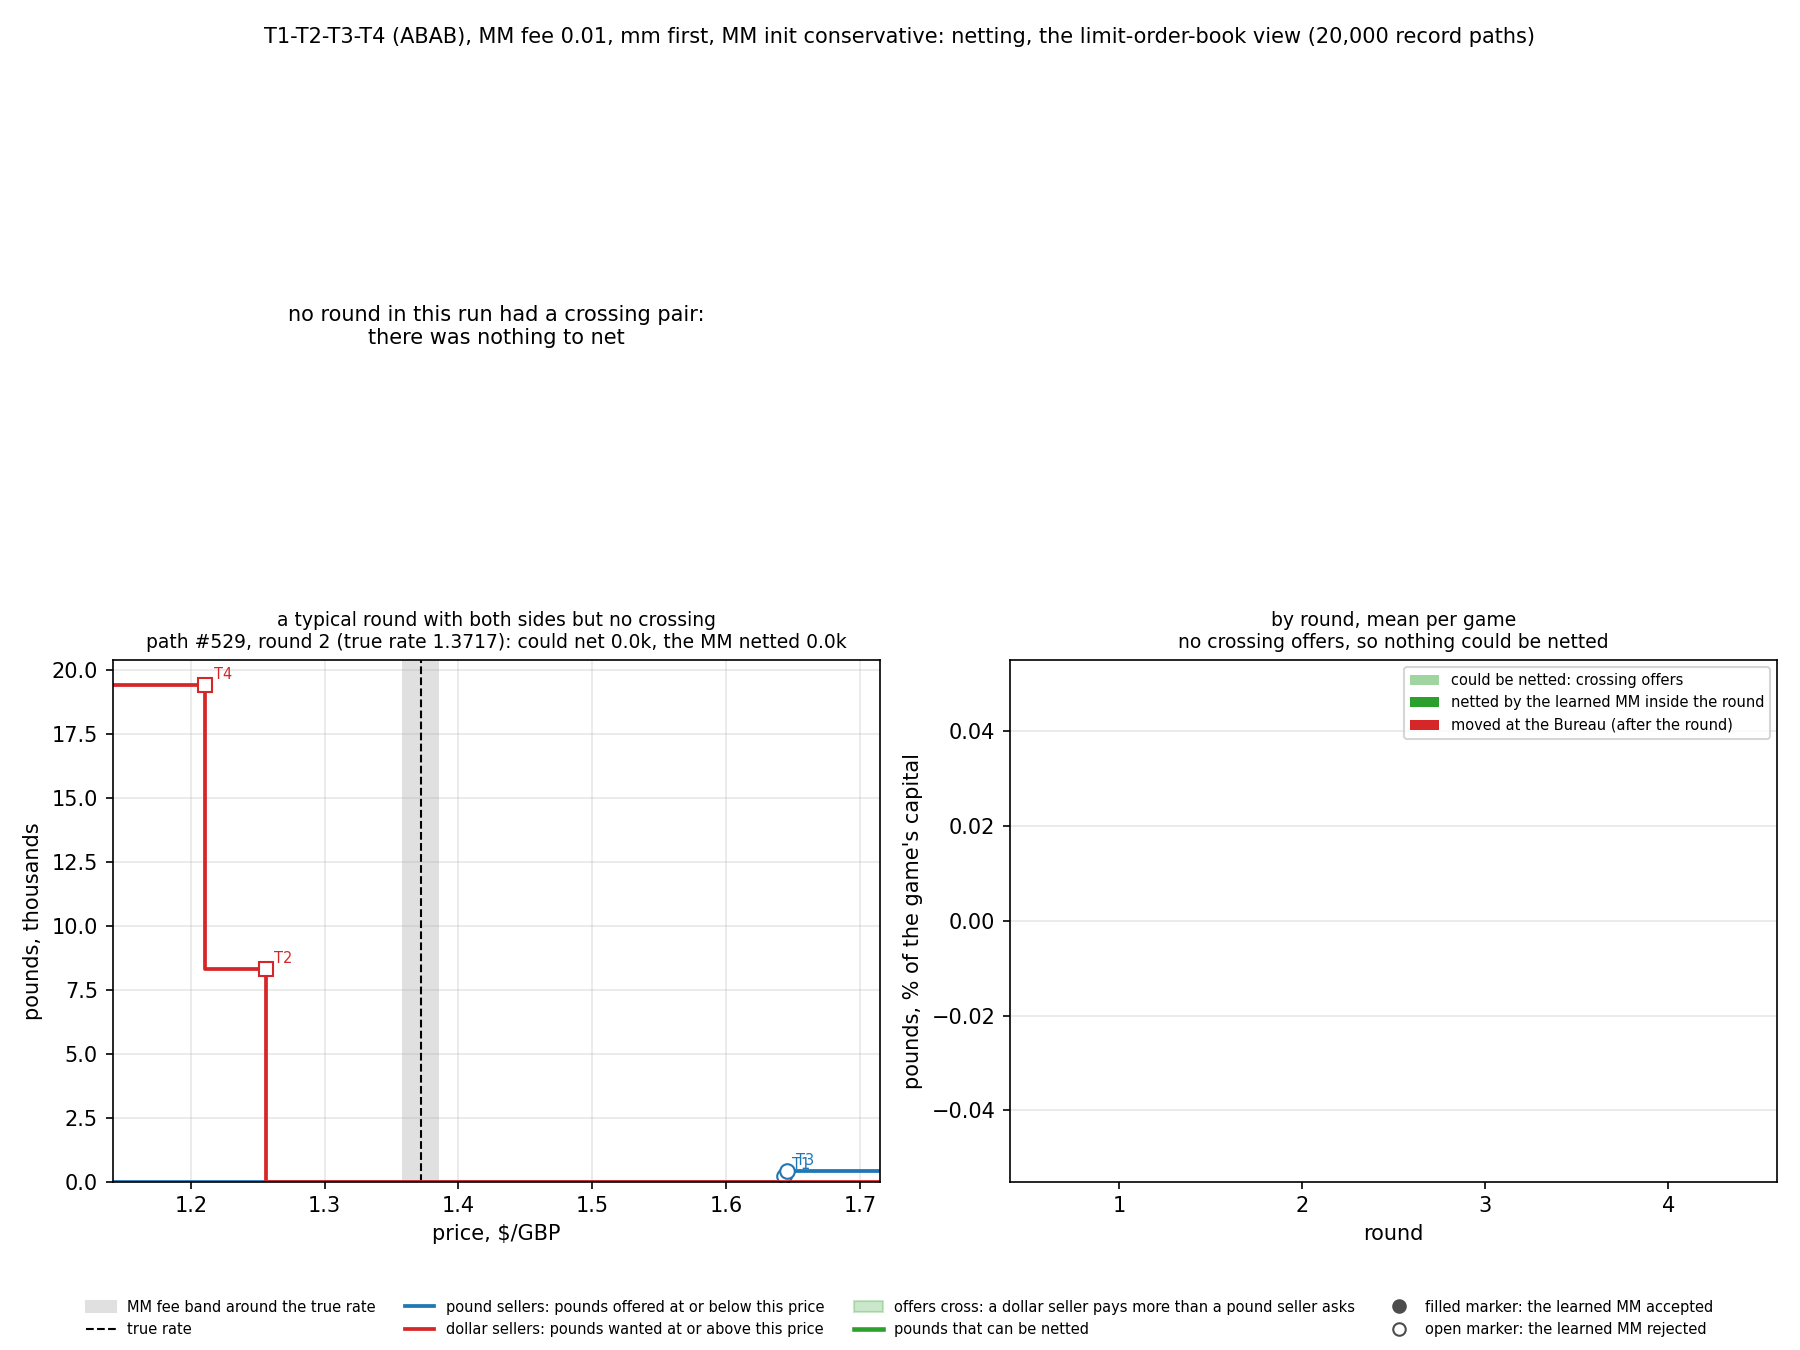 T1-T2-T3-T4 (ABAB), MM fee 0.01, mm first, MM init conservative: netting, the limit-order-book view (20,000 record paths)
no round in this run had a crossing pair:
there was nothing to net
a typical round with both sides but no crossing
path #529, round 2 (true rate 1.3717): could net 0.0k, the MM netted 0.0k
20.0
17.5
15.0
12.5
10.0
7.5
5.0
2.5
0.0
pounds, thousands
T4
T2
T1
T3
1.2
1.3
1.4
1.5
1.6
1.7
price, $/GBP
by round, mean per game
no crossing offers, so nothing could be netted
could be netted: crossing offers
netted by the learned MM inside the round
moved at the Bureau (after the round)
0.04
0.02
0.00
−0.02
−0.04
pounds, % of the game's capital
1
2
3
4
round
MM fee band around the true rate
true rate
pound sellers: pounds offered at or below this price
dollar sellers: pounds wanted at or above this price
offers cross: a dollar seller pays more than a pound seller asks
pounds that can be netted
filled marker: the learned MM accepted
open marker: the learned MM rejected